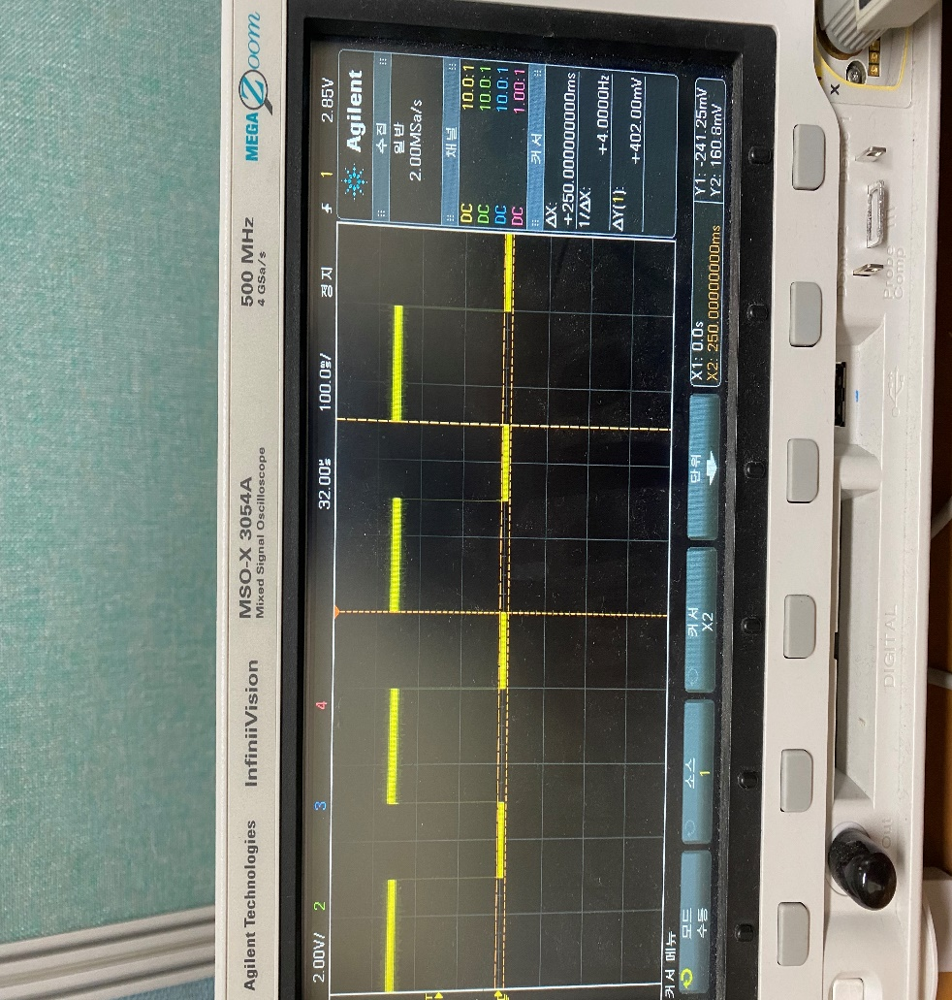 Agilent Technologies InfiniiVision MSO-X 3054A 500 MHz MEGA Zoom
Mixed Signal Oscilloscope 4 GSa/s
2.00V/ 2 3 4 32.00 100.0 / 정지 1 2.85V
Agilent
수집
일반
2.00MSa/s
채널
DC 10.0:1
DC 10.0:1
DC 10.0:1
DC 1.00:1
커서
ΔX:
+250.000000000ms
1/ΔX:
+4.0000Hz
ΔY(1):
+402.00mV
커서 메뉴
X1: 0.0s
X2: 250.000000000ms
Y1: -241.25mV
Y2: 160.8mV
모드
수동
소스
1
커서
X2
단위
DIGITAL
Probe
Comp
Out
X